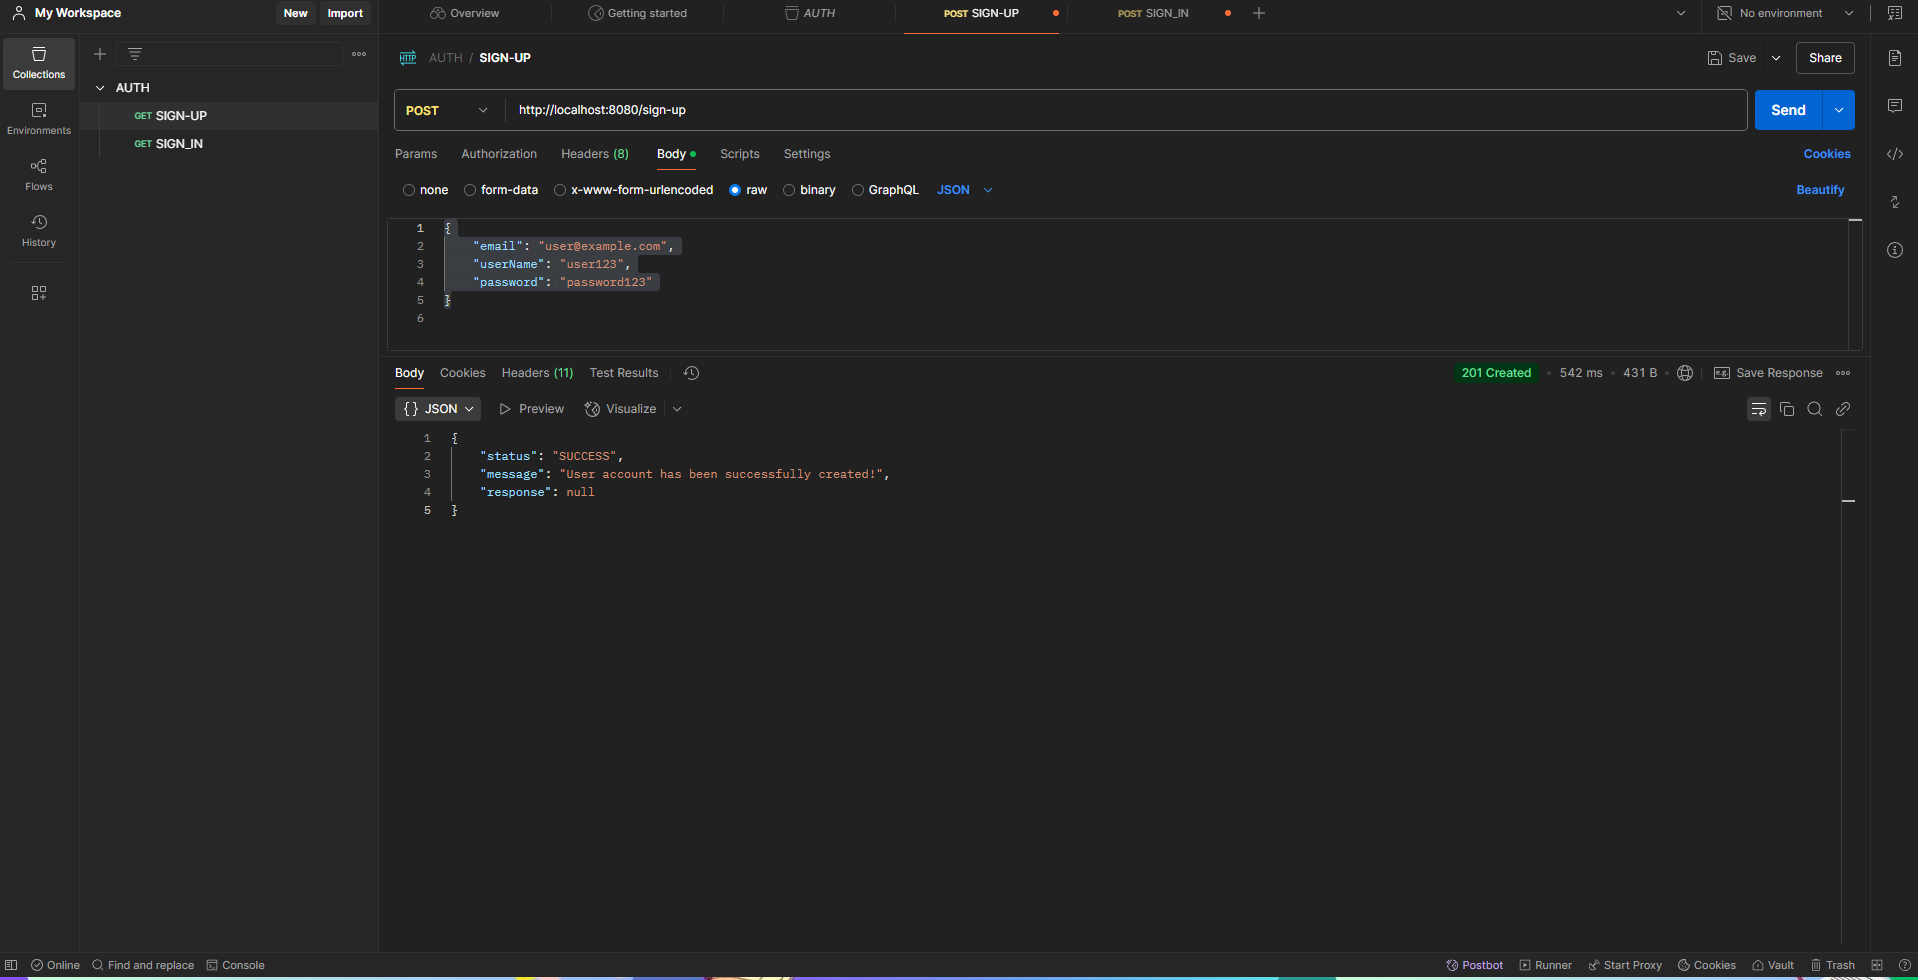 My Workspace
New
Import
Overview
Getting started
AUTH
POST SIGN-UP
POST SIGN_IN
No environment
Collections
Environments
Flows
History
AUTH
GET SIGN-UP
GET SIGN_IN
HTTP AUTH / SIGN-UP
Save
Share
POST
http://localhost:8080/sign-up
Send
Params
Authorization
Headers (8)
Body
Scripts
Settings
Cookies
none
form-data
x-www-form-urlencoded
raw
binary
GraphQL
JSON
Beautify
1 {
2 "email": "user@example.com",
3 "userName": "user123",
4 "password": "password123"
5 }
6
Body
Cookies
Headers (11)
Test Results
201 Created
542 ms
431 B
e.g. Save Response
{} JSON
Preview
Visualize
1 {
2 "status": "SUCCESS",
3 "message": "User account has been successfully created!",
4 "response": null
5 }
Online
Find and replace
Console
Postbot
Runner
Start Proxy
Cookies
Vault
Trash